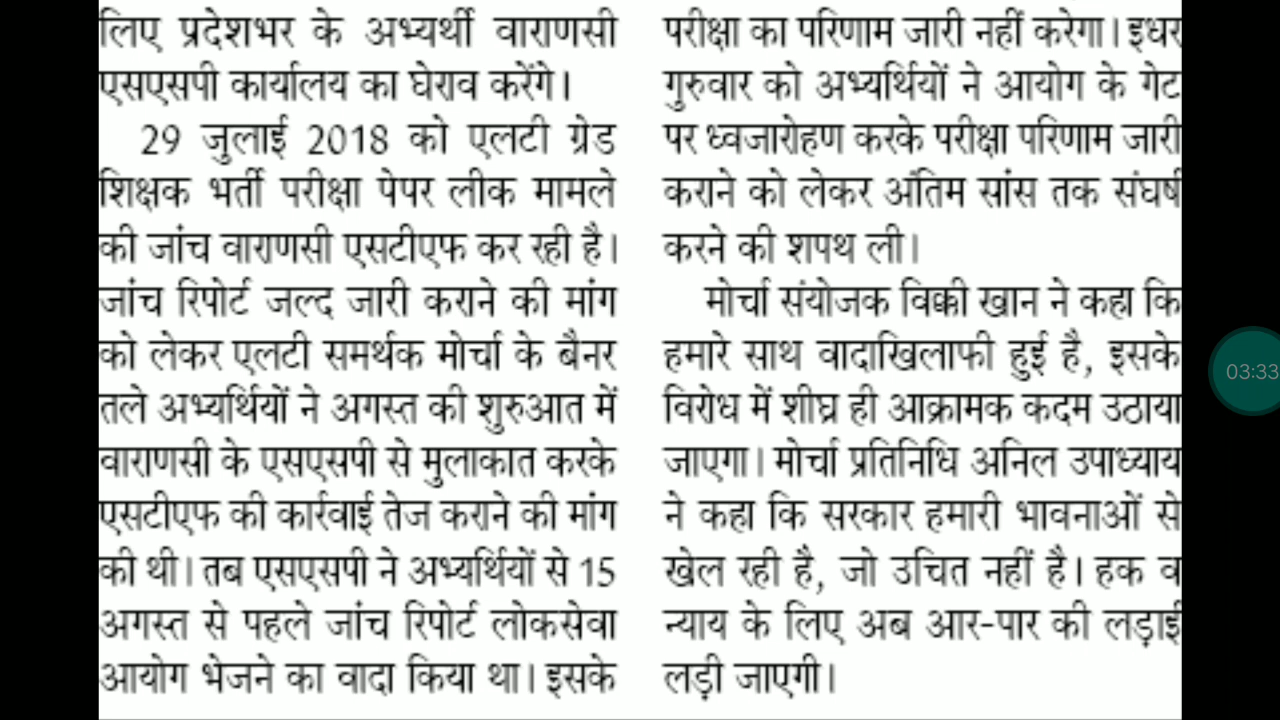 लिए प्रदेशभर के अभ्यर्थी वाराणसी
एसएसपी कार्यालय का घेराव करेंगे।
29 जुलाई 2018 को एलटी ग्रेड
शिक्षक भर्ती परीक्षा पेपर लीक मामले
की जांच वाराणसी एसटीएफ कर रही है।
जांच रिपोर्ट जल्द जारी कराने की मांग
को लेकर एलटी समर्थक मोर्चा के बैनर
तले अभ्यर्थियों ने अगस्त की शुरुआत में
वाराणसी के एसएसपी से मुलाकात करके
एसटीएफ की कार्रवाई तेज कराने की मांग
की थी। तब एसएसपी ने अभ्यर्थियों से 15
अगस्त से पहले जांच रिपोर्ट लोकसेवा
आयोग भेजने का वादा किया था। इसके
परीक्षा का परिणाम जारी नहीं करेगा। इधर
गुरुवार को अभ्यर्थियों ने आयोग के गेट
पर ध्वजारोहण करके परीक्षा परिणाम जारी
कराने को लेकर अंतिम सांस तक संघर्ष
करने की शपथ ली।
मोर्चा संयोजक विक्की खान ने कहा कि
हमारे साथ वादाखिलाफी हुई है, इसके
विरोध में शीघ्र ही आक्रामक कदम उठाया
जाएगा। मोर्चा प्रतिनिधि अनिल उपाध्याय
ने कहा कि सरकार हमारी भावनाओं से
खेल रही है, जो उचित नहीं है। हक व
न्याय के लिए अब आर-पार की लड़ाई
लड़ी जाएगी।
03:33